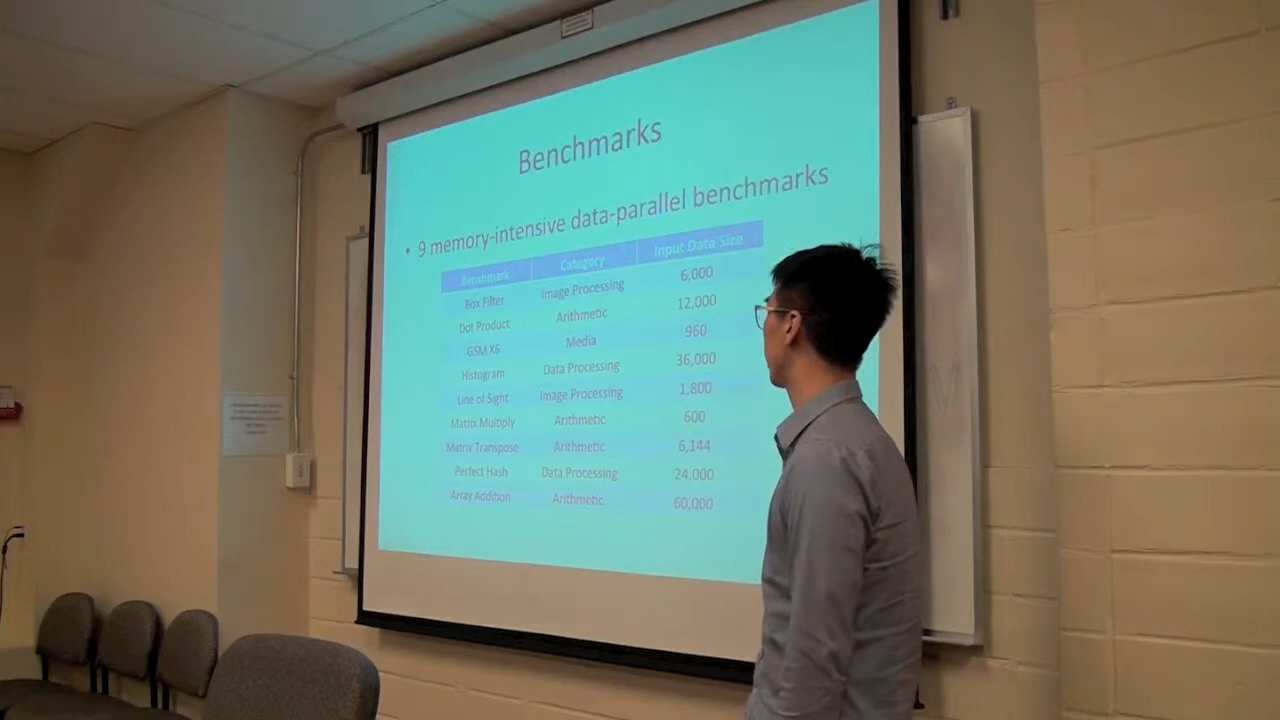 Benchmarks
• 9 memory-intensive data-parallel benchmarks
Benchmark Category Input Data Size
Box Filter Image Processing 6,000
Dot Product Arithmetic 12,000
GSM X6 Media 960
Histogram Data Processing 36,000
Line of Sight Image Processing 1,800
Matrix Multiply Arithmetic 600
Matrix Transpose Arithmetic 6,144
Perfect Hash Data Processing 24,000
Array Addition Arithmetic 60,000